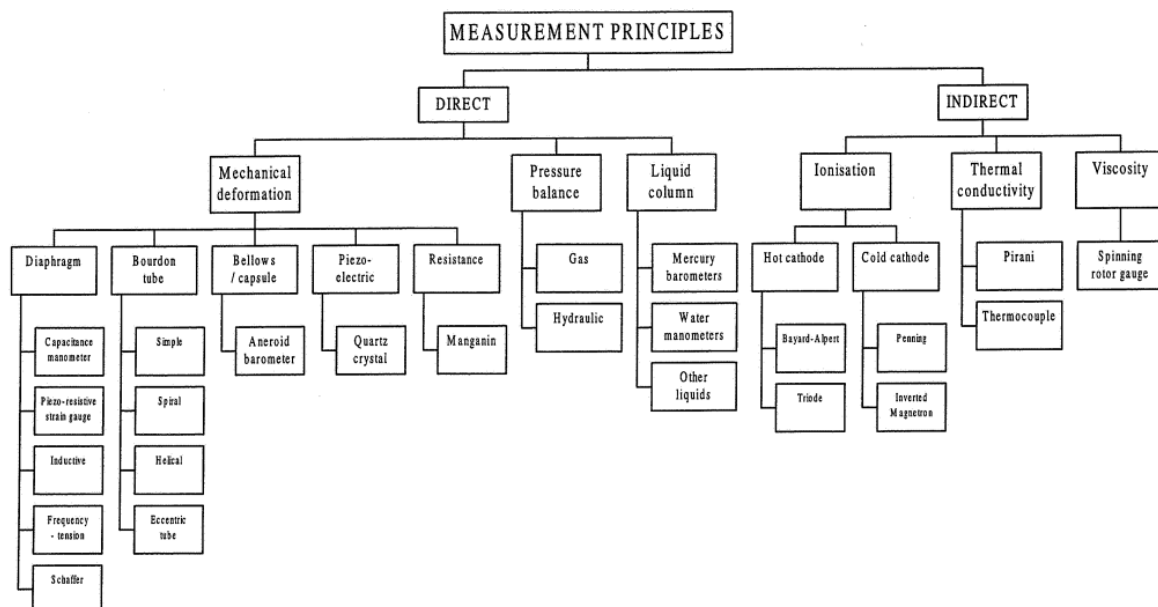 MEASUREMENT PRINCIPLES
DIRECT
INDIRECT
Mechanical
deformation
Pressure
balance
Liquid
column
Ionisation
Thermal
conductivity
Viscosity
Diaphragm
Bourdon
tube
Bellows
/ capsule
Piezo-
electric
Resistance
Gas
Mercury
barometers
Hot cathode
Cold cathode
Pirani
Spinning
rotor gauge
Capacitance
manometer
Simple
Aneroid
barometer
Quartz
crystal
Manganin
Hydraulic
Water
manometers
Bayard-Alpert
Penning
Thermocouple
Piezo-resistive
strain gauge
Spiral
Other
liquids
Triode
Inverted
Magnetron
Inductive
Helical
Frequency
- tension
Eccentric
tube
Schaffer